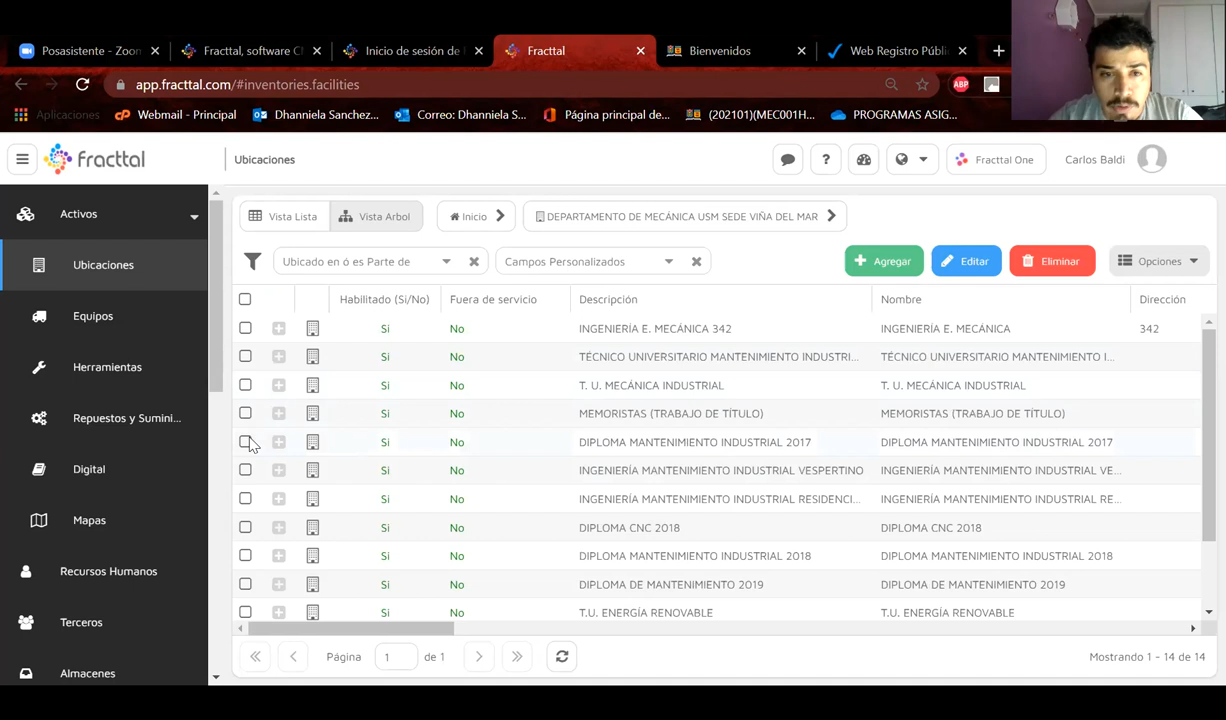 Posasistente - Zoom
Fracttal, software C
Inicio de sesión de
Fracttal
Bienvenidos
Web Registro Públi
app.fracttal.com/#inventories.facilities
ABP
Aplicaciones
Webmail - Principal
Dhanniela Sanchez...
Correo: Dhanniela S...
Página principal de...
(202101)(MEC001H...
PROGRAMAS ASIG...
fracttal
Ubicaciones
?
Fracttal One
Carlos Baldi
Activos
Ubicaciones
Equipos
Herramientas
Repuestos y Sumini...
Digital
Mapas
Recursos Humanos
Terceros
Almacenes
Vista Lista
Vista Arbol
Inicio
DEPARTAMENTO DE MECÁNICA USM SEDE VIÑA DEL MAR
Ubicado en ó es Parte de
Campos Personalizados
Agregar
Editar
Eliminar
Opciones
Habilitado (Si/No) Fuera de servicio Descripción Nombre Dirección
Si No INGENIERÍA E. MECÁNICA 342 INGENIERÍA E. MECÁNICA 342
Si No TÉCNICO UNIVERSITARIO MANTENIMIENTO INDUSTRI... TÉCNICO UNIVERSITARIO MANTENIMIENTO I...
Si No T. U. MECÁNICA INDUSTRIAL T. U. MECÁNICA INDUSTRIAL
Si No MEMORISTAS (TRABAJO DE TÍTULO) MEMORISTAS (TRABAJO DE TÍTULO)
Si No DIPLOMA MANTENIMIENTO INDUSTRIAL 2017 DIPLOMA MANTENIMIENTO INDUSTRIAL 2017
Si No INGENIERÍA MANTENIMIENTO INDUSTRIAL VESPERTINO INGENIERÍA MANTENIMIENTO INDUSTRIAL VE...
Si No INGENIERÍA MANTENIMIENTO INDUSTRIAL RESIDENCI... INGENIERÍA MANTENIMIENTO INDUSTRIAL RE...
Si No DIPLOMA CNC 2018 DIPLOMA CNC 2018
Si No DIPLOMA MANTENIMIENTO INDUSTRIAL 2018 DIPLOMA MANTENIMIENTO INDUSTRIAL 2018
Si No DIPLOMA DE MANTENIMIENTO 2019 DIPLOMA DE MANTENIMIENTO 2019
Si No T.U. ENERGÍA RENOVABLE T.U. ENERGÍA RENOVABLE
Página 1 de 1
Mostrando 1 - 14 de 14